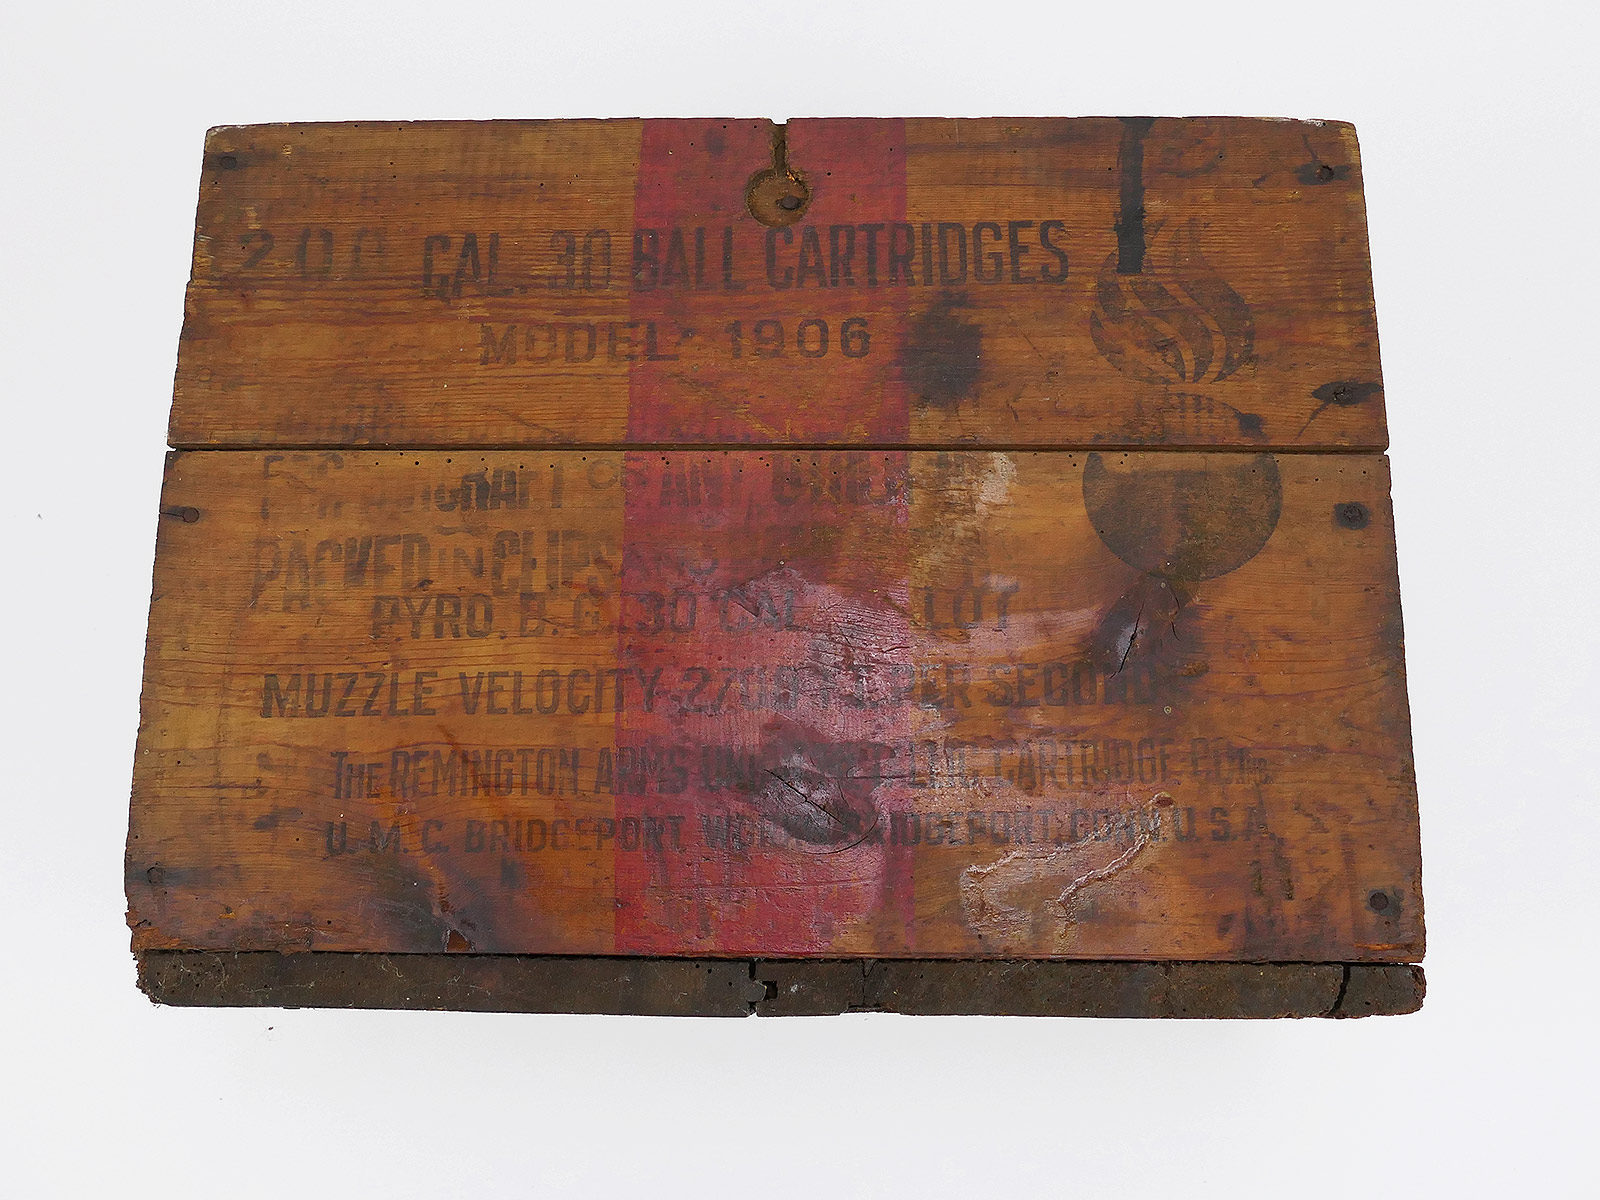 CAL. 30 BALL CARTRIDGES
MODEL 1906
PACKED IN CLIPS
PYRO. D. G. 30 CAL LOT
MUZZLE VELOCITY 2700 FT. PER SECOND
THE REMINGTON ARMS UNION METALLIC CARTRIDGE CO. INC.
U. M. C. BRIDGEPORT WORKS BRIDGEPORT, CONN. U. S. A.